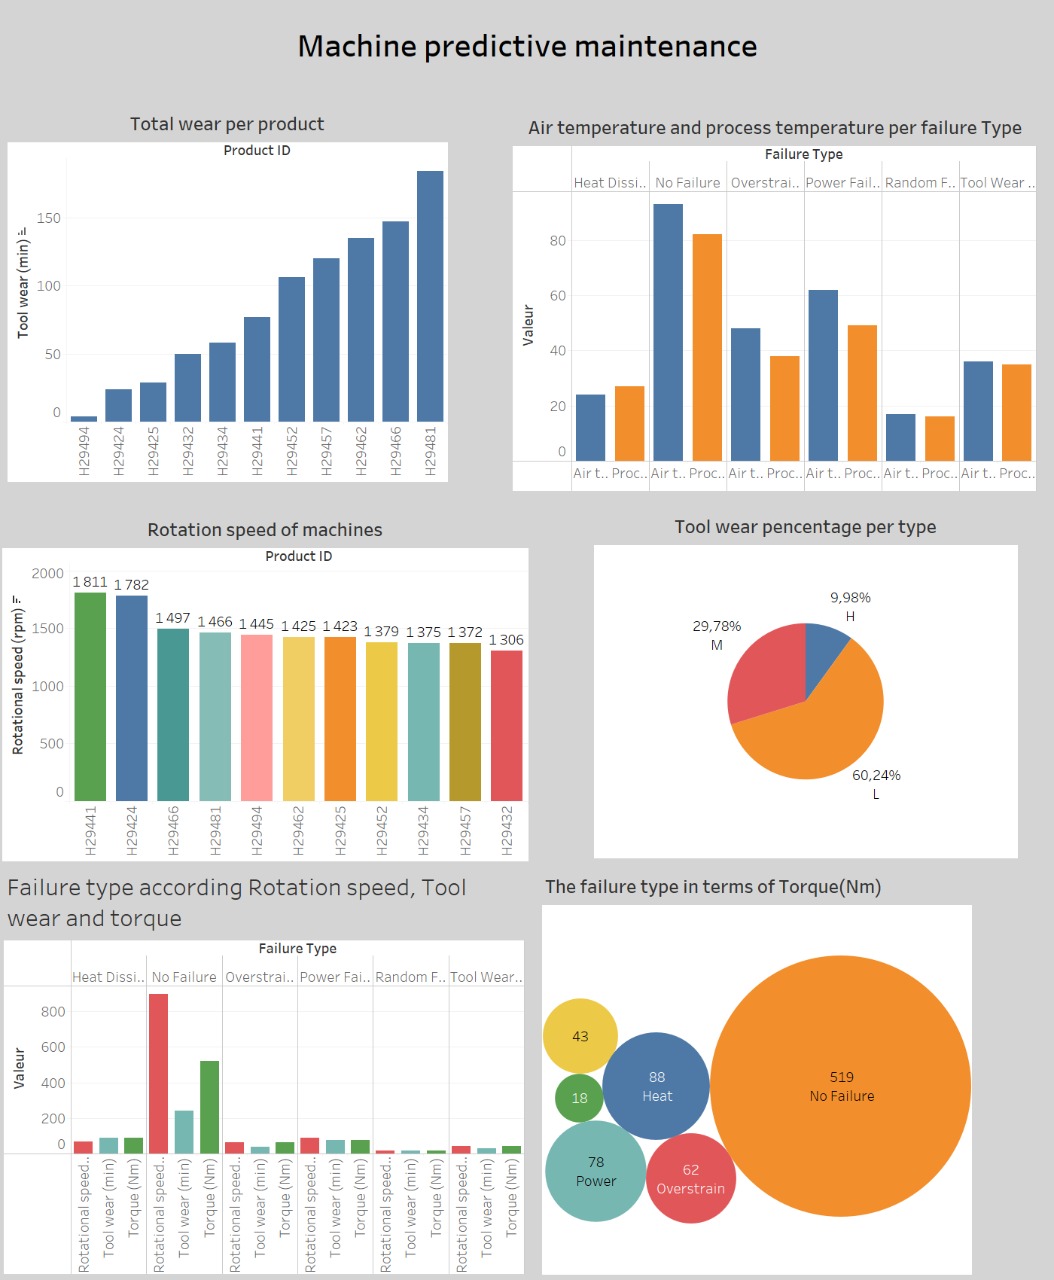 Machine predictive maintenance
Total wear per product
Product ID
Tool wear (min)
150
100
50
0
H29494
H29424
H29425
H29432
H29434
H29441
H29452
H29457
H29462
H29466
H29481
Air temperature and process temperature per failure Type
Failure Type
Heat Dissi.. No Failure Overstrai.. Power Fail.. Random F.. Tool Wear ..
Valeur
80
60
40
20
0
Air t.. Proc.. Air t.. Proc.. Air t.. Proc.. Air t.. Proc.. Air t.. Proc.. Air t.. Proc..
Rotation speed of machines
Product ID
Rotational speed (rpm)
2000
1500
1000
500
0
1 811
1 782
1 497
1 466
1 445
1 425
1 423
1 379
1 375
1 372
1 306
H29441
H29424
H29466
H29481
H29494
H29462
H29425
H29452
H29434
H29457
H29432
Tool wear pencentage per type
9,98%
H
29,78%
M
60,24%
L
Failure type according Rotation speed, Tool
wear and torque
Failure Type
Heat Dissi.. No Failure Overstrai.. Power Fai.. Random F.. Tool Wear..
Valeur
800
600
400
200
0
Rotational speed..
Tool wear (min)
Torque (Nm)
Rotational speed..
Tool wear (min)
Torque (Nm)
Rotational speed..
Tool wear (min)
Torque (Nm)
Rotational speed..
Tool wear (min)
Torque (Nm)
Rotational speed..
Tool wear (min)
Torque (Nm)
Rotational speed..
Tool wear (min)
Torque (Nm)
The failure type in terms of Torque(Nm)
43
18
88
Heat
519
No Failure
78
Power
62
Overstrain